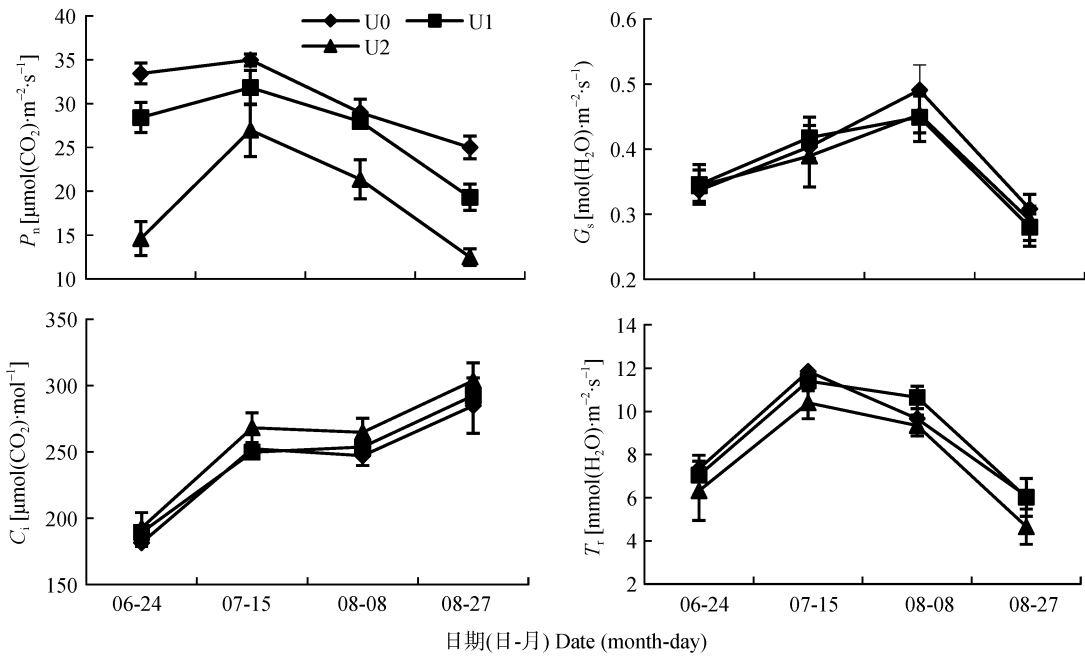 U0 U1
U2
Pn [μmol(CO₂)·m⁻²·s⁻¹]
40
35
30
25
20
15
10
Gs [mol(H₂O)·m⁻²·s⁻¹)
0.6
0.5
0.4
0.3
0.2
Ci [μmol(CO₂)·mol⁻¹]
350
300
250
200
150
06-24 07-15 08-08 08-27
Tr [mmol(H₂O)·m⁻²·s⁻¹]
14
12
10
8
6
4
2
06-24 07-15 08-08 08-27
日期(日-月) Date (month-day)